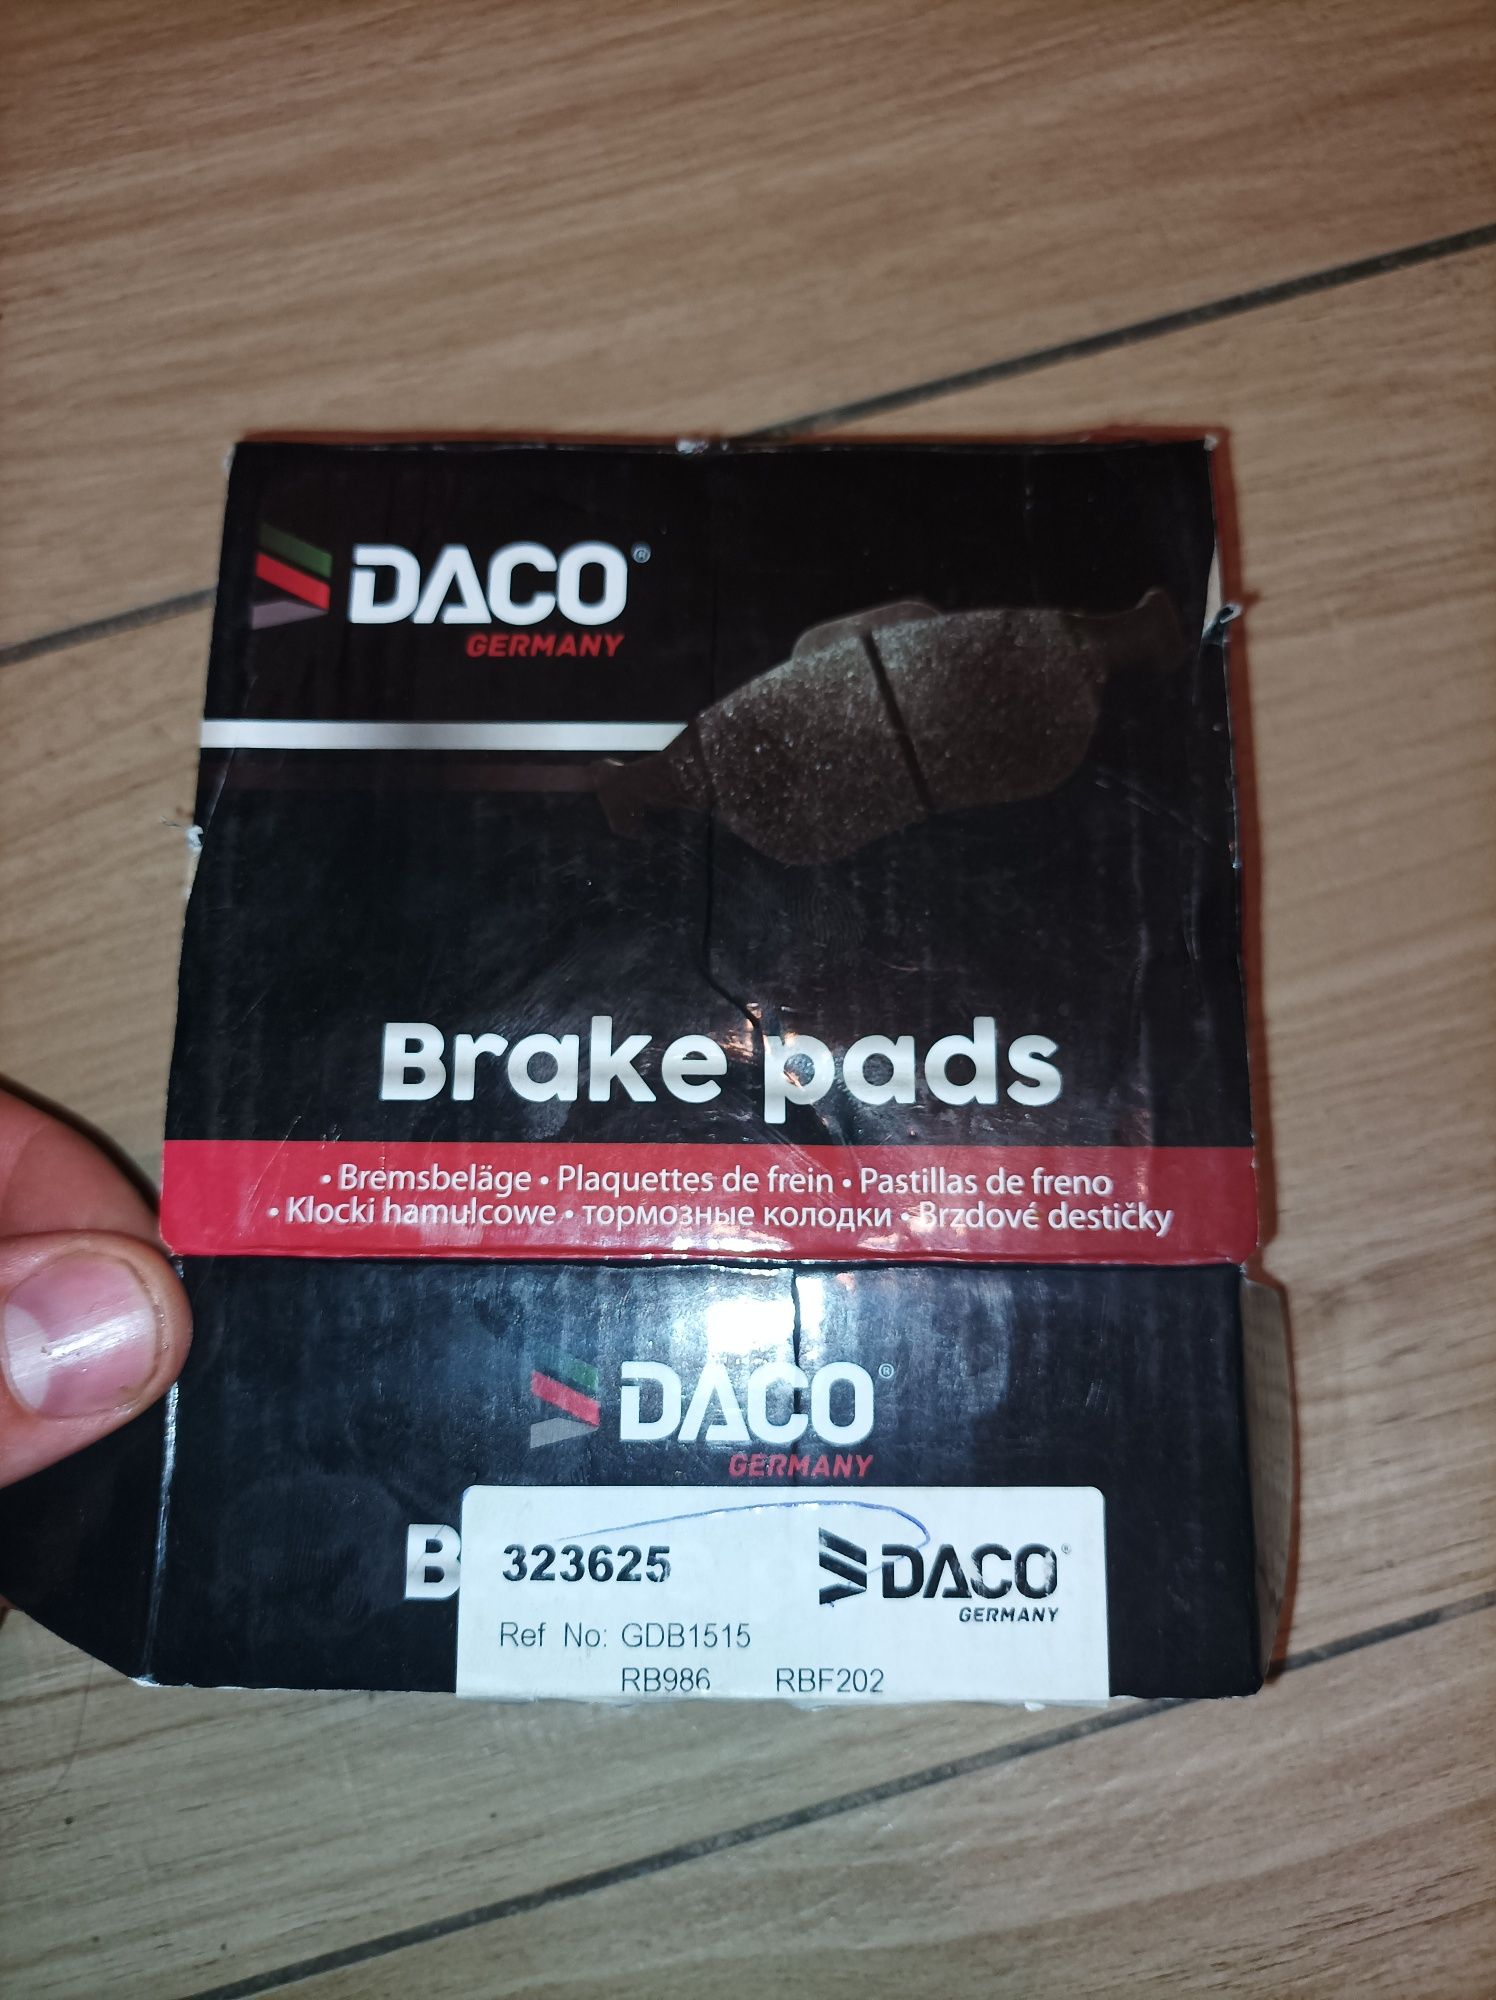 DACO®
GERMANY
Brake pads
• Bremsbeläge • Plaquettes de frein • Pastillas de freno
• Klocki hamulcowe • тормозные колодки • Brzdové destičky
DACO®
GERMANY
B
323625
DACO®
GERMANY
Ref No: GDB1515
RB986 RBF202